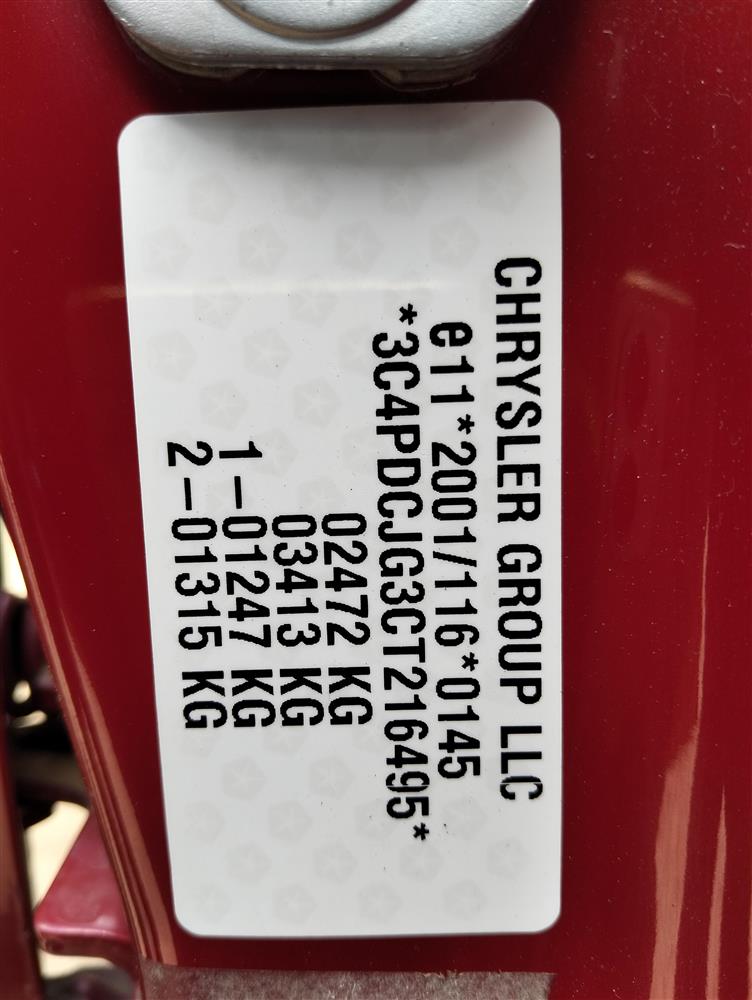 CHRYSLER GROUP LLC
e11*2001/116*0145
*3C4PDCJG3CT216495*
02472 KG
03413 KG
1-01247 KG
2-01315 KG